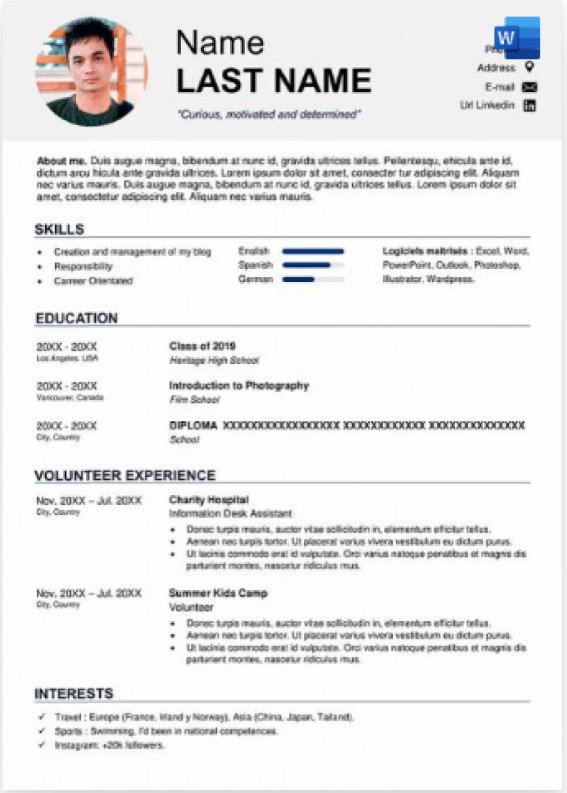 Name
LAST NAME
"Curious, motivated and determined"
W
Address
E-mail
Url Linkedin
in
About me. Duis augue magna, bibendum at nunc id, gravida ultrices tellus. Pellentesqu, ehicula ante id,
dictum arcu hicula ante gravida ultrices. Lorem ipsum dolor sit amet, consecter da adipiscing elit. Aliquam
nec varius mauris. Duis augue magna, bibendum at nunc id, gravida ultrices tellus. Lorem ipsum dolor sit
amet, consectetur adipiscing elit. Aliquam nec varius mauris.
SKILLS
• Creation and management of my blog
• Responsibility
• Carreer Orientated
English
Spanish
German
Logiciels maîtrisés : Excel, Word,
PowerPoint, Outlook, Photoshop,
Illustrator, Wordpress.
EDUCATION
20XX - 20XX
Los Angeles. USA
Class of 2019
Heritage High School
20XX - 20XX
Vancouver, Canada
Introduction to Photography
Film School
20XX - 20XX
City, Country
DIPLOMA XXXXXXXXXXXXXXXXX XXXXXXXXXXXX XXXXXXXXXXXXXX
School
VOLUNTEER EXPERIENCE
Nov. 20XX – Jul. 20XX
City, Country
Charity Hospital
Information Desk Assistant
• Donec turpis mauris, auctor vitae sollicitudin in, elementum efficitur tellus.
• Aenean nec turpis tortor. Ut placerat varius vivera vestibulum eu dictum purus.
• Ut lacinia commodo erat id vulputate. Orci varius natoque penatibus et magnis dis
parturient montes, nascetur ridiculus mus.
Nov. 20XX – Jul. 20XX
City, Country
Summer Kids Camp
Volunteer
• Donec turpis mauris, auctor vitae sollicitudin in, elementum efficitur tellus.
• Aenean nec turpis tortor. Ut placerat varius vivera vestibulum eu dictum purus.
• Ut lacinia commodo erat id vulputate. Orci varius natoque penatibus et magnis dis
parturient montes, nascetur ridiculus mus.
INTERESTS
✓ Travel : Europe (France, Irland y Norway), Asia (China, Japan, Tailand).
✓ Sports : Swimming, I'd been in national competences.
✓ Instagram: +20k followers.